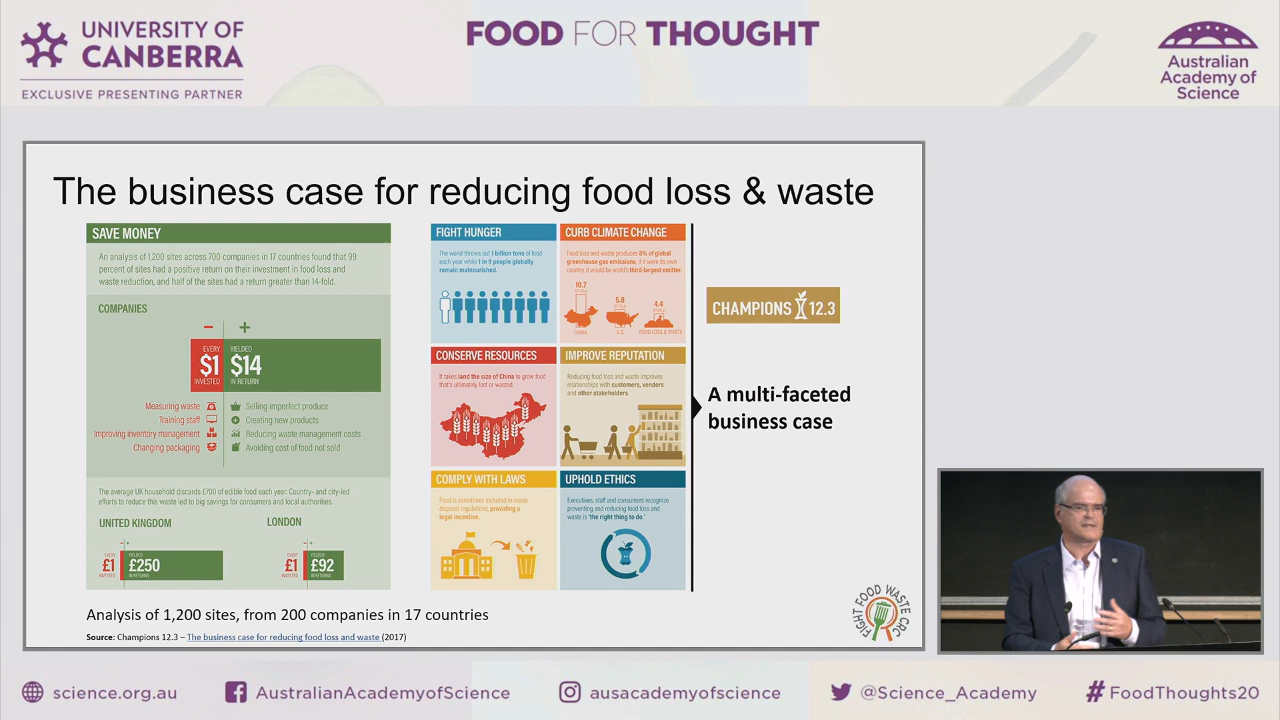 UNIVERSITY OF
CANBERRA
EXCLUSIVE PRESENTING PARTNER
FOOD FOR THOUGHT
Australian
Academy of
Science
The business case for reducing food loss & waste
SAVE MONEY
An analysis of 1,200 sites across 700 companies in 17 countries found that 99
percent of sites had a positive return on their investment in food loss and
waste reduction, and half of the sites had a return greater than 14-fold.
COMPANIES
− +
EVERY
$1
INVESTED
YIELDED
$14
IN RETURN
Measuring waste
Training staff
Improving inventory management
Changing packaging
Selling imperfect produce
Creating new products
Reducing waste management costs
Avoiding cost of food not sold
The average UK household discards £700 of edible food each year. Country- and city-led
efforts to reduce this waste led to big savings for consumers and local authorities.
UNITED KINGDOM
EVERY
£1
INVESTED
YIELDED
£250
IN RETURNS
LONDON
EVERY
£1
INVESTED
YIELDED
£92
IN RETURNS
FIGHT HUNGER
The world throws out 1 billion tons of food
each year while 1 in 9 people globally
remain malnourished.
CURB CLIMATE CHANGE
Food loss and waste produces 8% of global
greenhouse gas emissions; if it were its own
country, it would be world's third-largest emitter.
10.7
5.8
4.4
CHINA
U.S.
FOOD LOSS & WASTE
CONSERVE RESOURCES
It takes land the size of China to grow food
that's ultimately lost or wasted.
IMPROVE REPUTATION
Reducing food loss and waste improves
relationships with customers, vendors
and other stakeholders.
COMPLY WITH LAWS
Food is sometimes included in waste
disposal regulations, providing a
legal incentive.
UPHOLD ETHICS
Executives, staff and consumers recognize
preventing and reducing food loss and
waste is "the right thing to do."
CHAMPIONS 12.3
A multi-faceted
business case
Analysis of 1,200 sites, from 200 companies in 17 countries
Source: Champions 12.3 – The business case for reducing food loss and waste (2017)
FIGHT FOOD WASTE CRC
science.org.au
AustralianAcademyofScience
ausacademyofscience
@Science_Academy
#FoodThoughts20